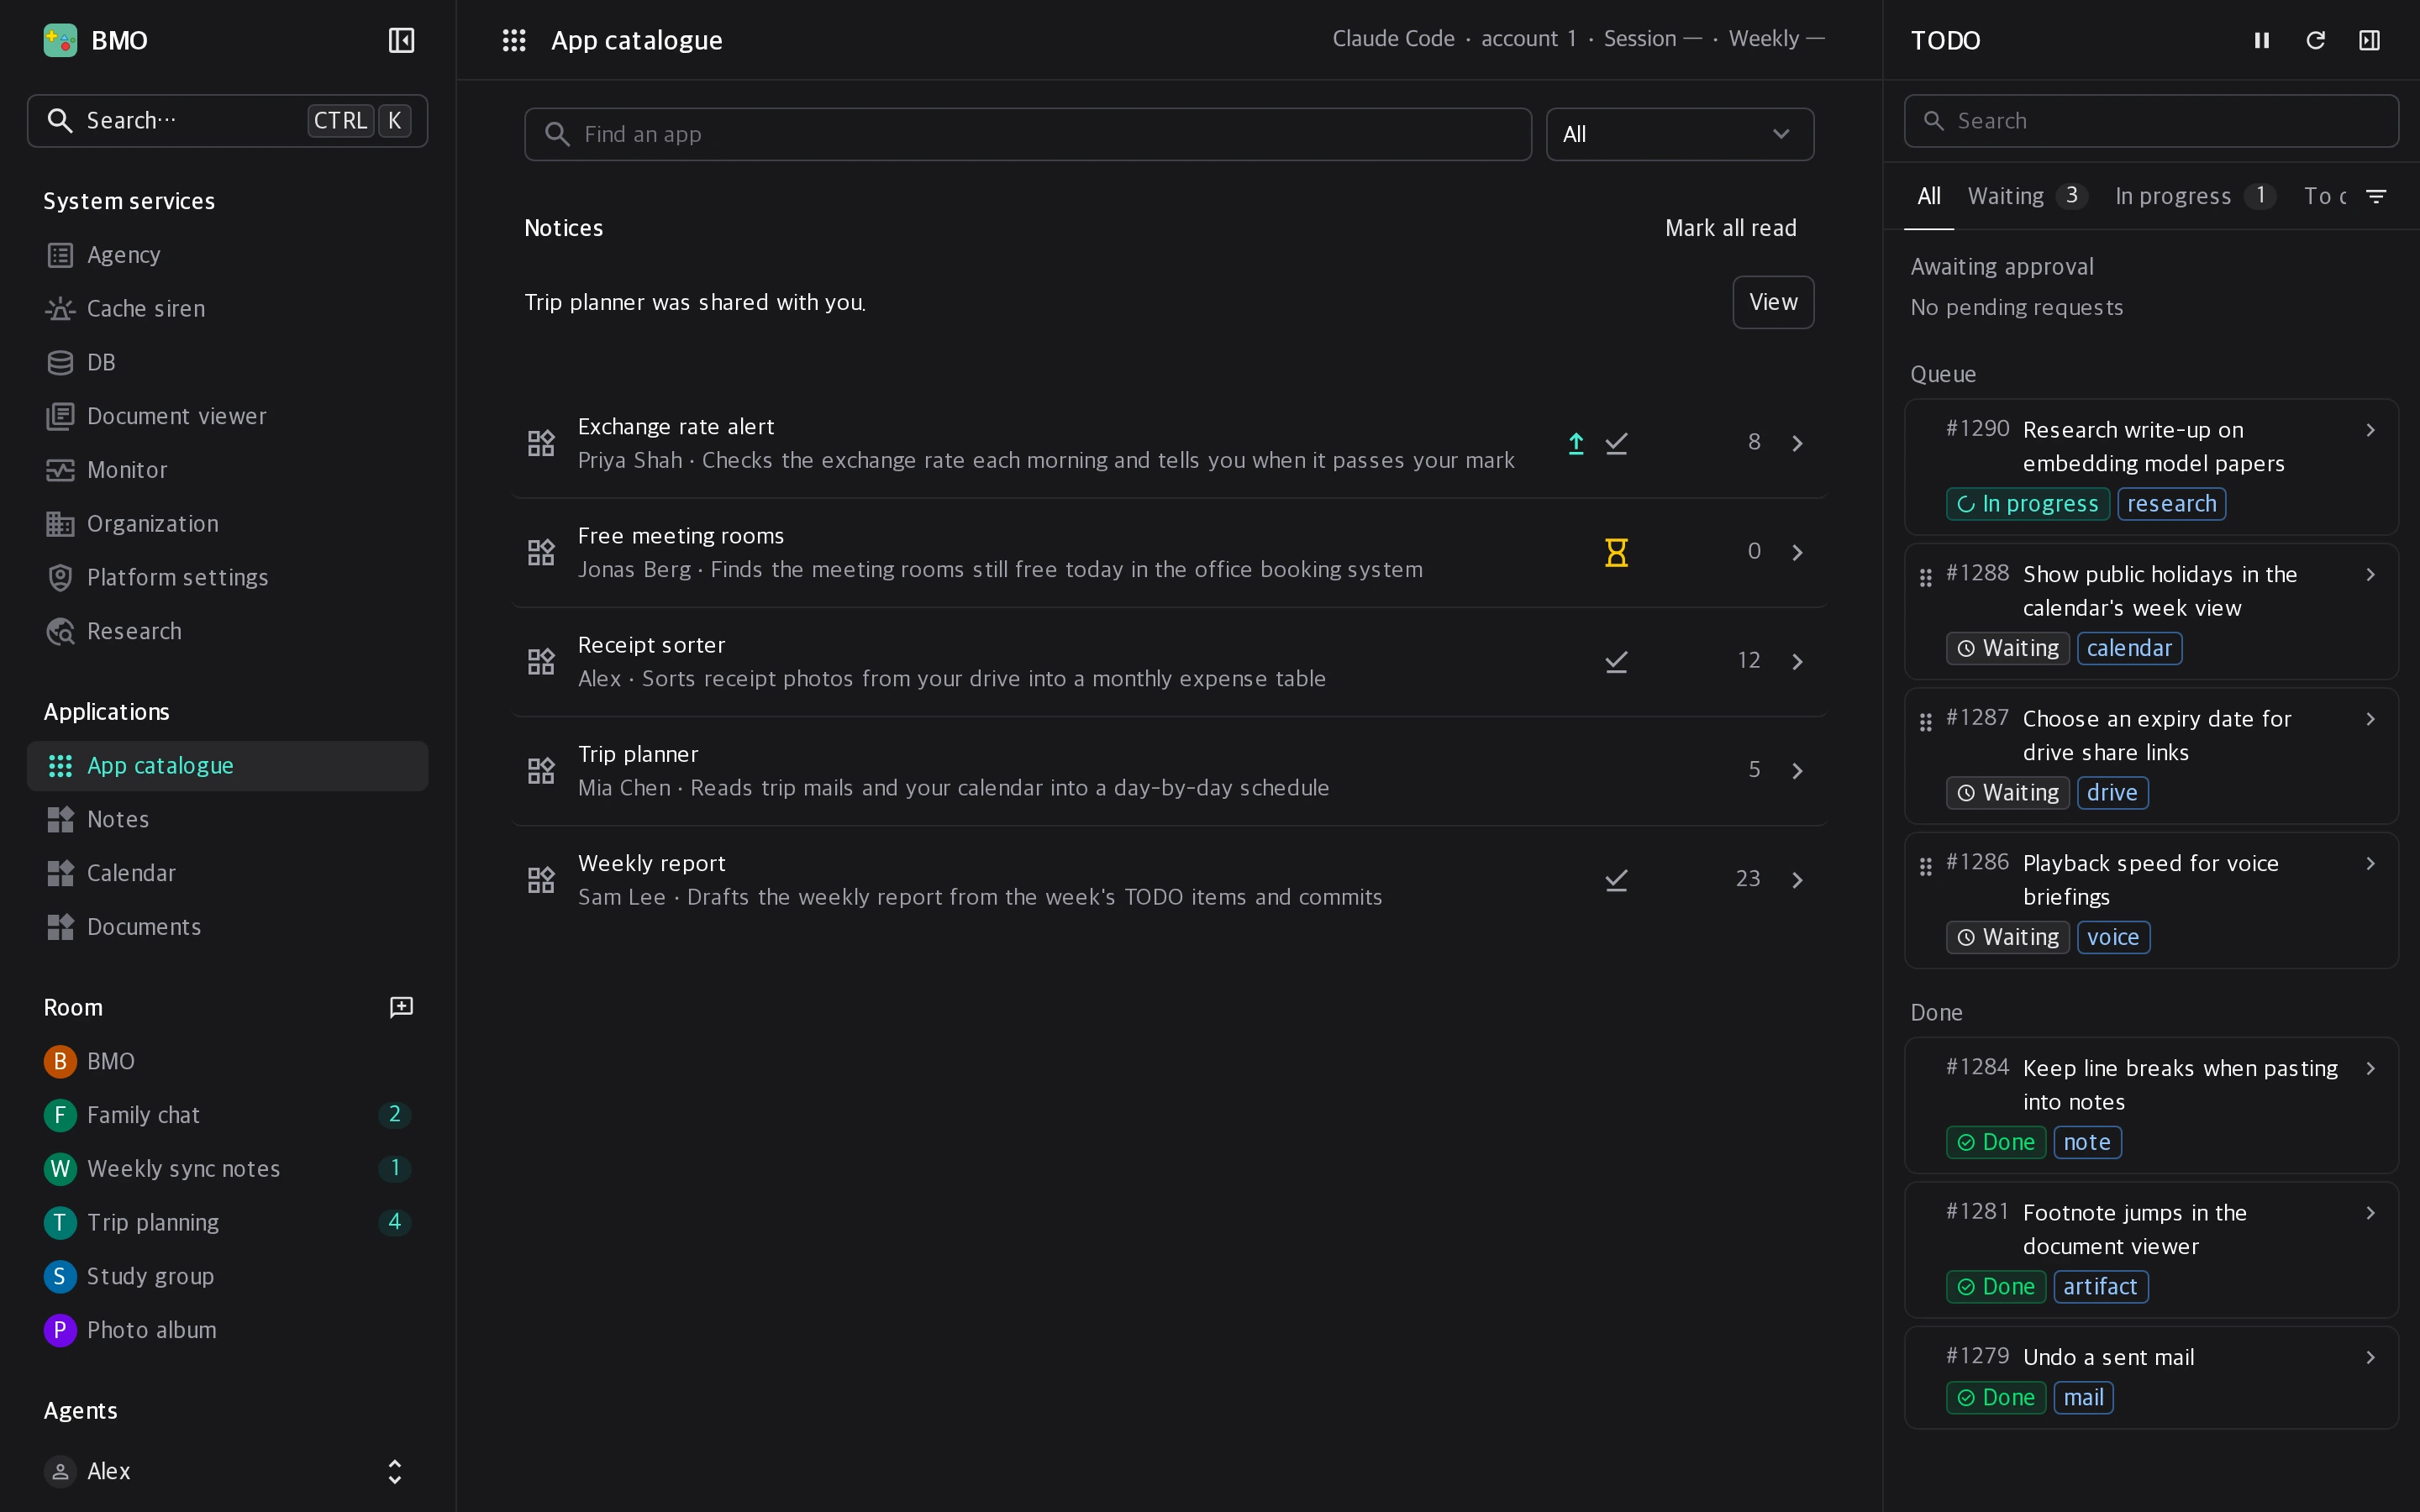 BMO
Search…
CTRL K
System services
Agency
Cache siren
DB
Document viewer
Monitor
Organization
Platform settings
Research
Applications
App catalogue
Notes
Calendar
Documents
Room
B BMO
F Family chat 2
W Weekly sync notes 1
T Trip planning 4
S Study group
P Photo album
Agents
Alex
App catalogue
Claude Code · account 1 · Session — · Weekly —
Find an app
All
Notices
Mark all read
Trip planner was shared with you.
View
Exchange rate alert
Priya Shah · Checks the exchange rate each morning and tells you when it passes your mark
8
Free meeting rooms
Jonas Berg · Finds the meeting rooms still free today in the office booking system
0
Receipt sorter
Alex · Sorts receipt photos from your drive into a monthly expense table
12
Trip planner
Mia Chen · Reads trip mails and your calendar into a day-by-day schedule
5
Weekly report
Sam Lee · Drafts the weekly report from the week's TODO items and commits
23
TODO
Search
All Waiting 3 In progress 1 To
Awaiting approval
No pending requests
Queue
#1290 Research write-up on
embedding model papers
In progress research
#1288 Show public holidays in the
calendar's week view
Waiting calendar
#1287 Choose an expiry date for
drive share links
Waiting drive
#1286 Playback speed for voice
briefings
Waiting voice
Done
#1284 Keep line breaks when pasting
into notes
Done note
#1281 Footnote jumps in the
document viewer
Done artifact
#1279 Undo a sent mail
Done mail